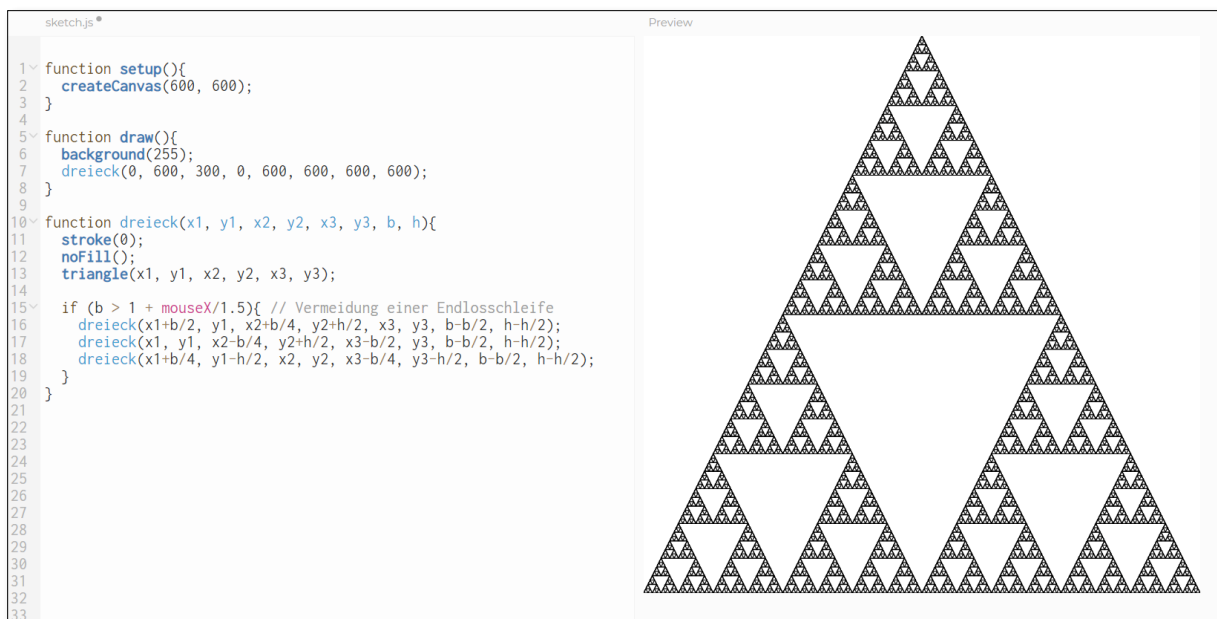 sketch.js
Preview
1 function setup(){
2   createCanvas(600, 600);
3 }
4
5 function draw(){
6   background(255);
7   dreieck(0, 600, 300, 0, 600, 600, 600, 600);
8 }
9
10 function dreieck(x1, y1, x2, y2, x3, y3, b, h){
11   stroke(0);
12   noFill();
13   triangle(x1, y1, x2, y2, x3, y3);
14
15   if (b > 1 + mouseX/1.5){ // Vermeidung einer Endlosschleife
16     dreieck(x1+b/2, y1, x2+b/4, y2+h/2, x3, y3, b-b/2, h-h/2);
17     dreieck(x1, y1, x2-b/4, y2+h/2, x3-b/2, y3, b-b/2, h-h/2);
18     dreieck(x1+b/4, y1-h/2, x2, y2, x3-b/4, y3-h/2, b-b/2, h-h/2);
19   }
20 }
21
22
23
24
25
26
27
28
29
30
31
32
33